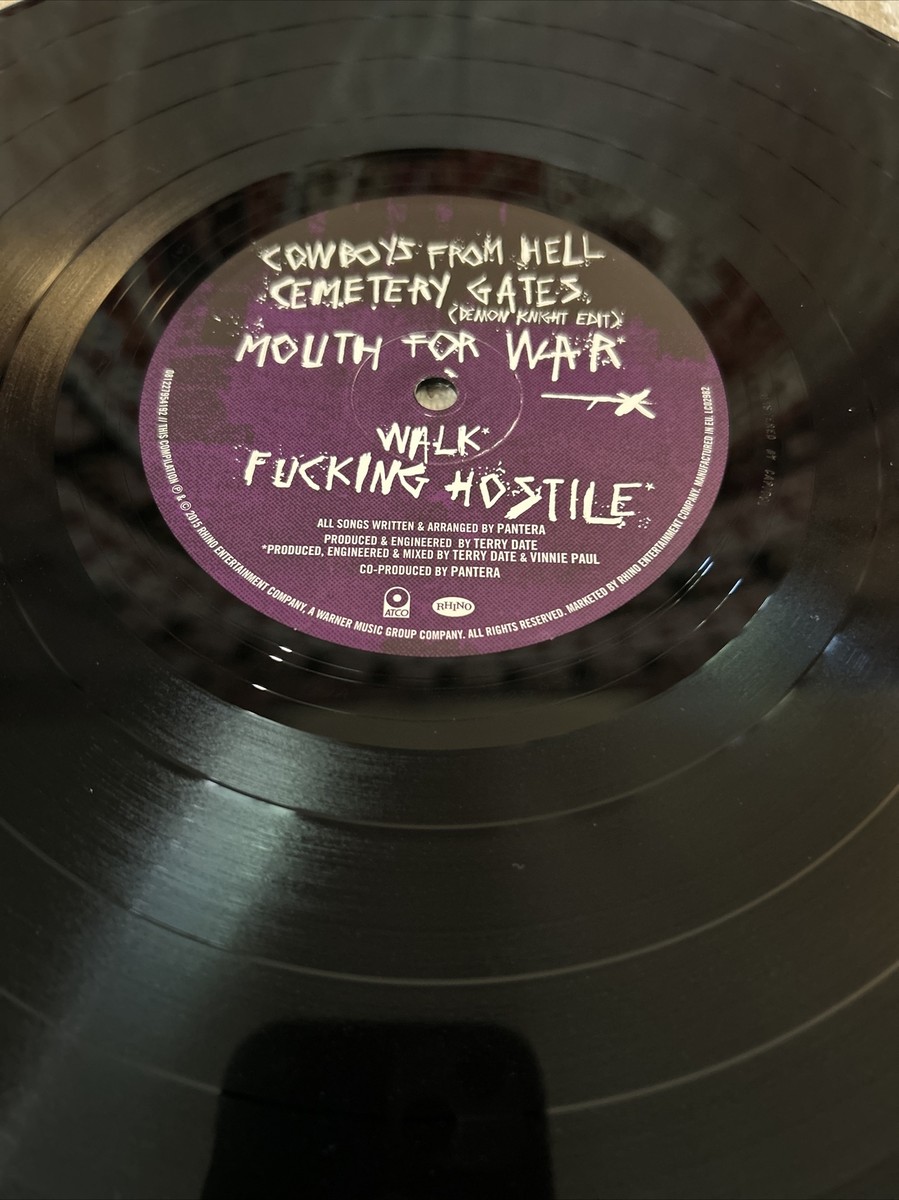 COWBOYS FROM HELL
CEMETERY GATES
(DEMON KNIGHT EDIT)
MOUTH FOR WAR*
WALK*
FUCKING HOSTILE*
ALL SONGS WRITTEN & ARRANGED BY PANTERA
PRODUCED & ENGINEERED BY TERRY DATE
*PRODUCED, ENGINEERED & MIXED BY TERRY DATE & VINNIE PAUL
CO-PRODUCED BY PANTERA
ATCO
RHINO
081227954192 // THIS COMPILATION ℗ & © 2015 RHINO ENTERTAINMENT COMPANY, A WARNER MUSIC GROUP COMPANY. ALL RIGHTS RESERVED. MARKETED BY RHINO ENTERTAINMENT COMPANY. MANUFACTURED IN EU. LC02982